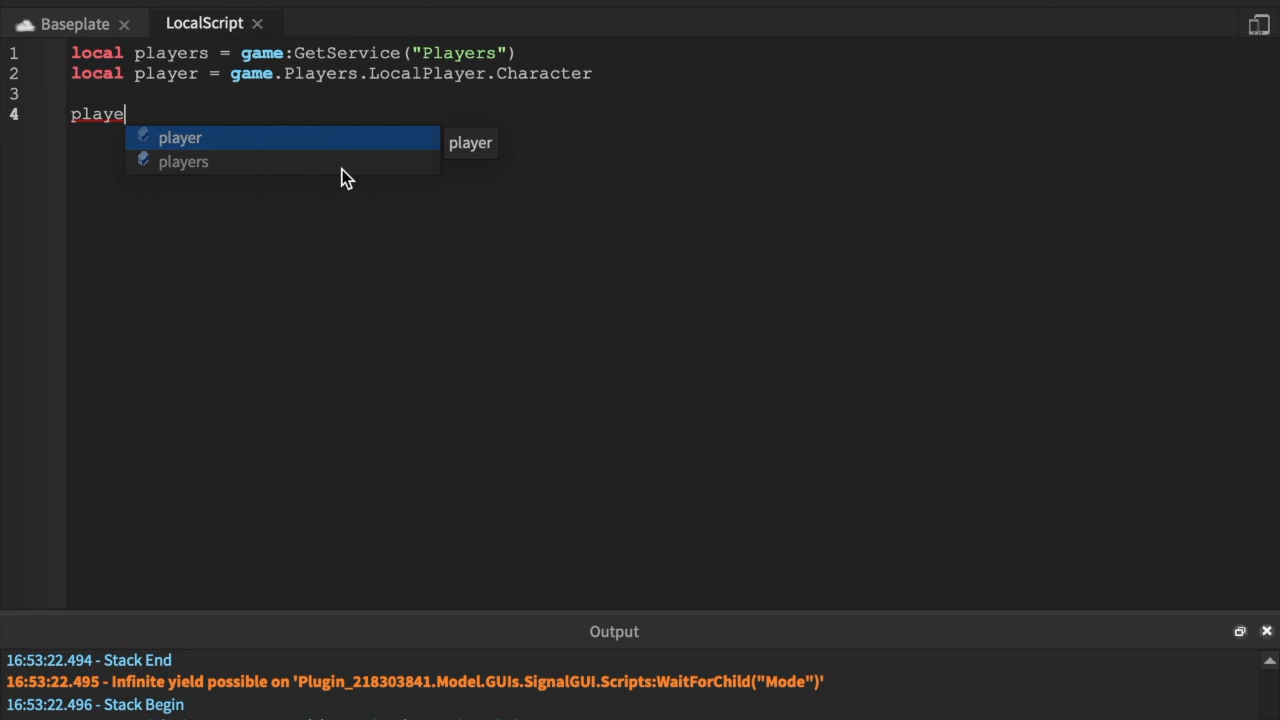 Baseplate
LocalScript
1 local players = game:GetService("Players")
2 local player = game.Players.LocalPlayer.Character
3
4 playe
player
player
players
Output
16:53:22.494 - Stack End
16:53:22.495 - Infinite yield possible on 'Plugin_218303841.Model.GUIs.SignalGUI.Scripts:WaitForChild("Mode")'
16:53:22.496 - Stack Begin